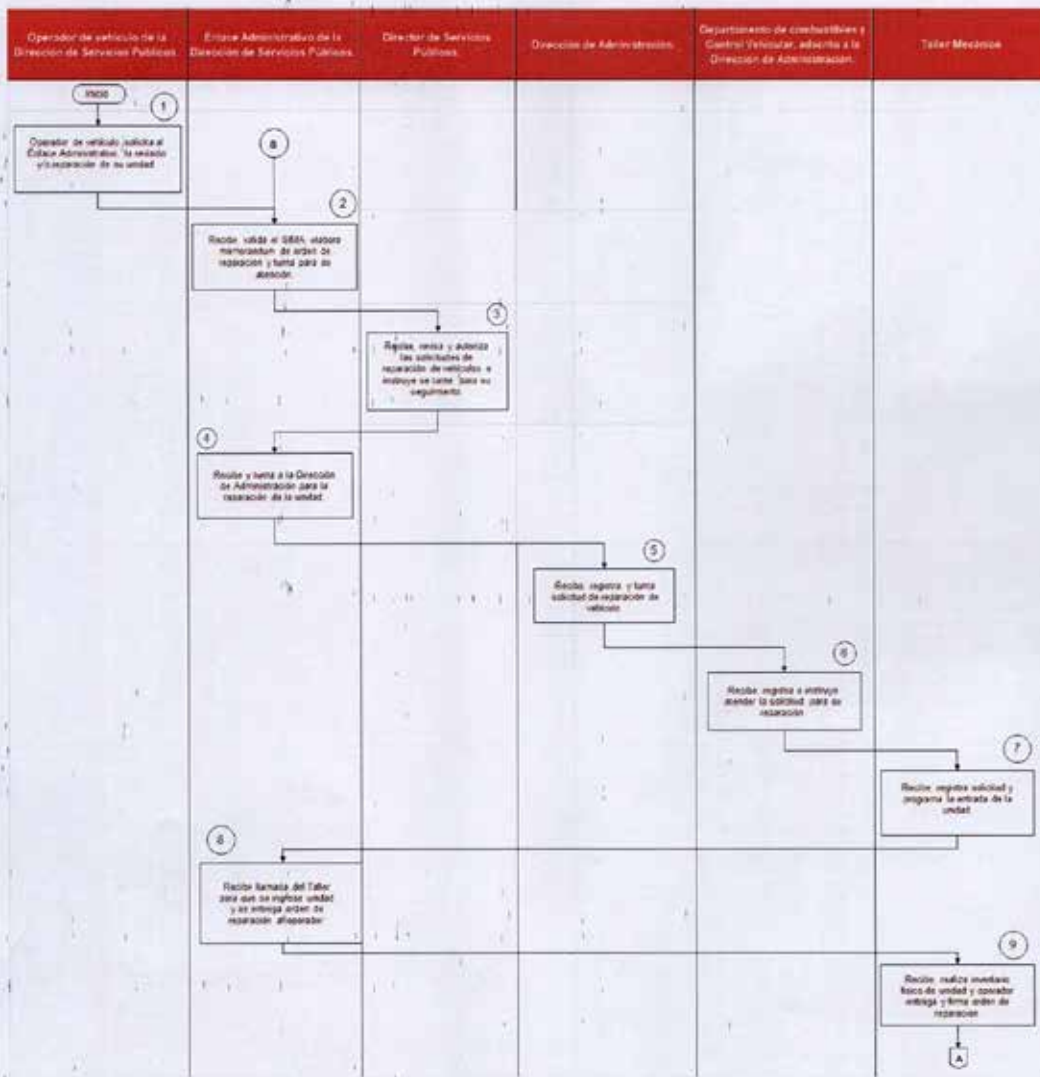 Operador de vehículo de la
Dirección de Servicios Públicos.
Enlace Administrativo de la
Dirección de Servicios Públicos.
Director de Servicios
Públicos.
Dirección de Administración.
Departamento de combustibles y
Control Vehicular, adscrito a la
Dirección de Administración.
Taller Mecánico
Inicio
1
Operador de vehículo, solicita al
Enlace Administrativo, la revisión
y/o reparación de su unidad
a
2
Recibe, valida el elabora
memorándum de orden de
reparación y turna para su
atención.
3
Recibe, revisa y autoriza
las solicitudes de
reparación de vehículos e
instruye se turne para su
seguimiento.
4
Recibe y turna a la Dirección
de Administración para la
reparación de la unidad.
5
Recibe, registra y turna
solicitud de reparación de
vehículo
6
Recibe, registra e instruye
atender la solicitud para su
reparación
7
Recibe, registra solicitud y
programa la entrada de la
unidad.
8
Recibe llamada del Taller
para que se ingrese unidad
y se entrega orden de
reparación al operador
9
Recibe, realiza inventario
físico de unidad y operador
entrega y firma orden de
reparación
A